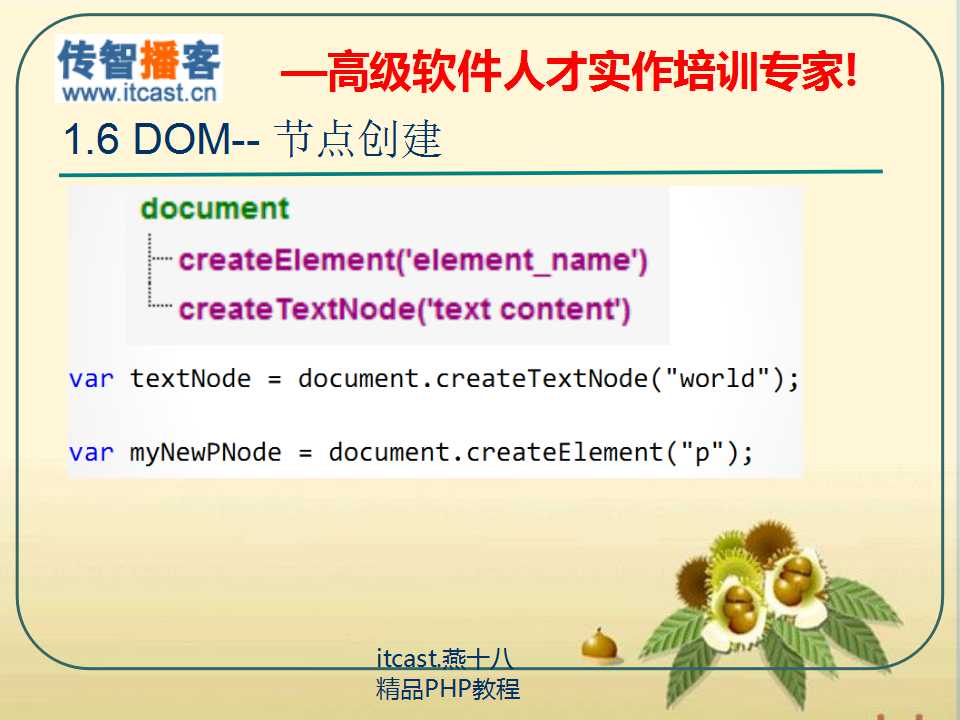 传智播客
www.itcast.cn
—高级软件人才实作培训专家!
1.6 DOM-- 节点创建
document
createElement('element_name')
createTextNode('text content')
var textNode = document.createTextNode("world");
var myNewPNode = document.createElement("p");
itcast.燕十八
精品PHP教程